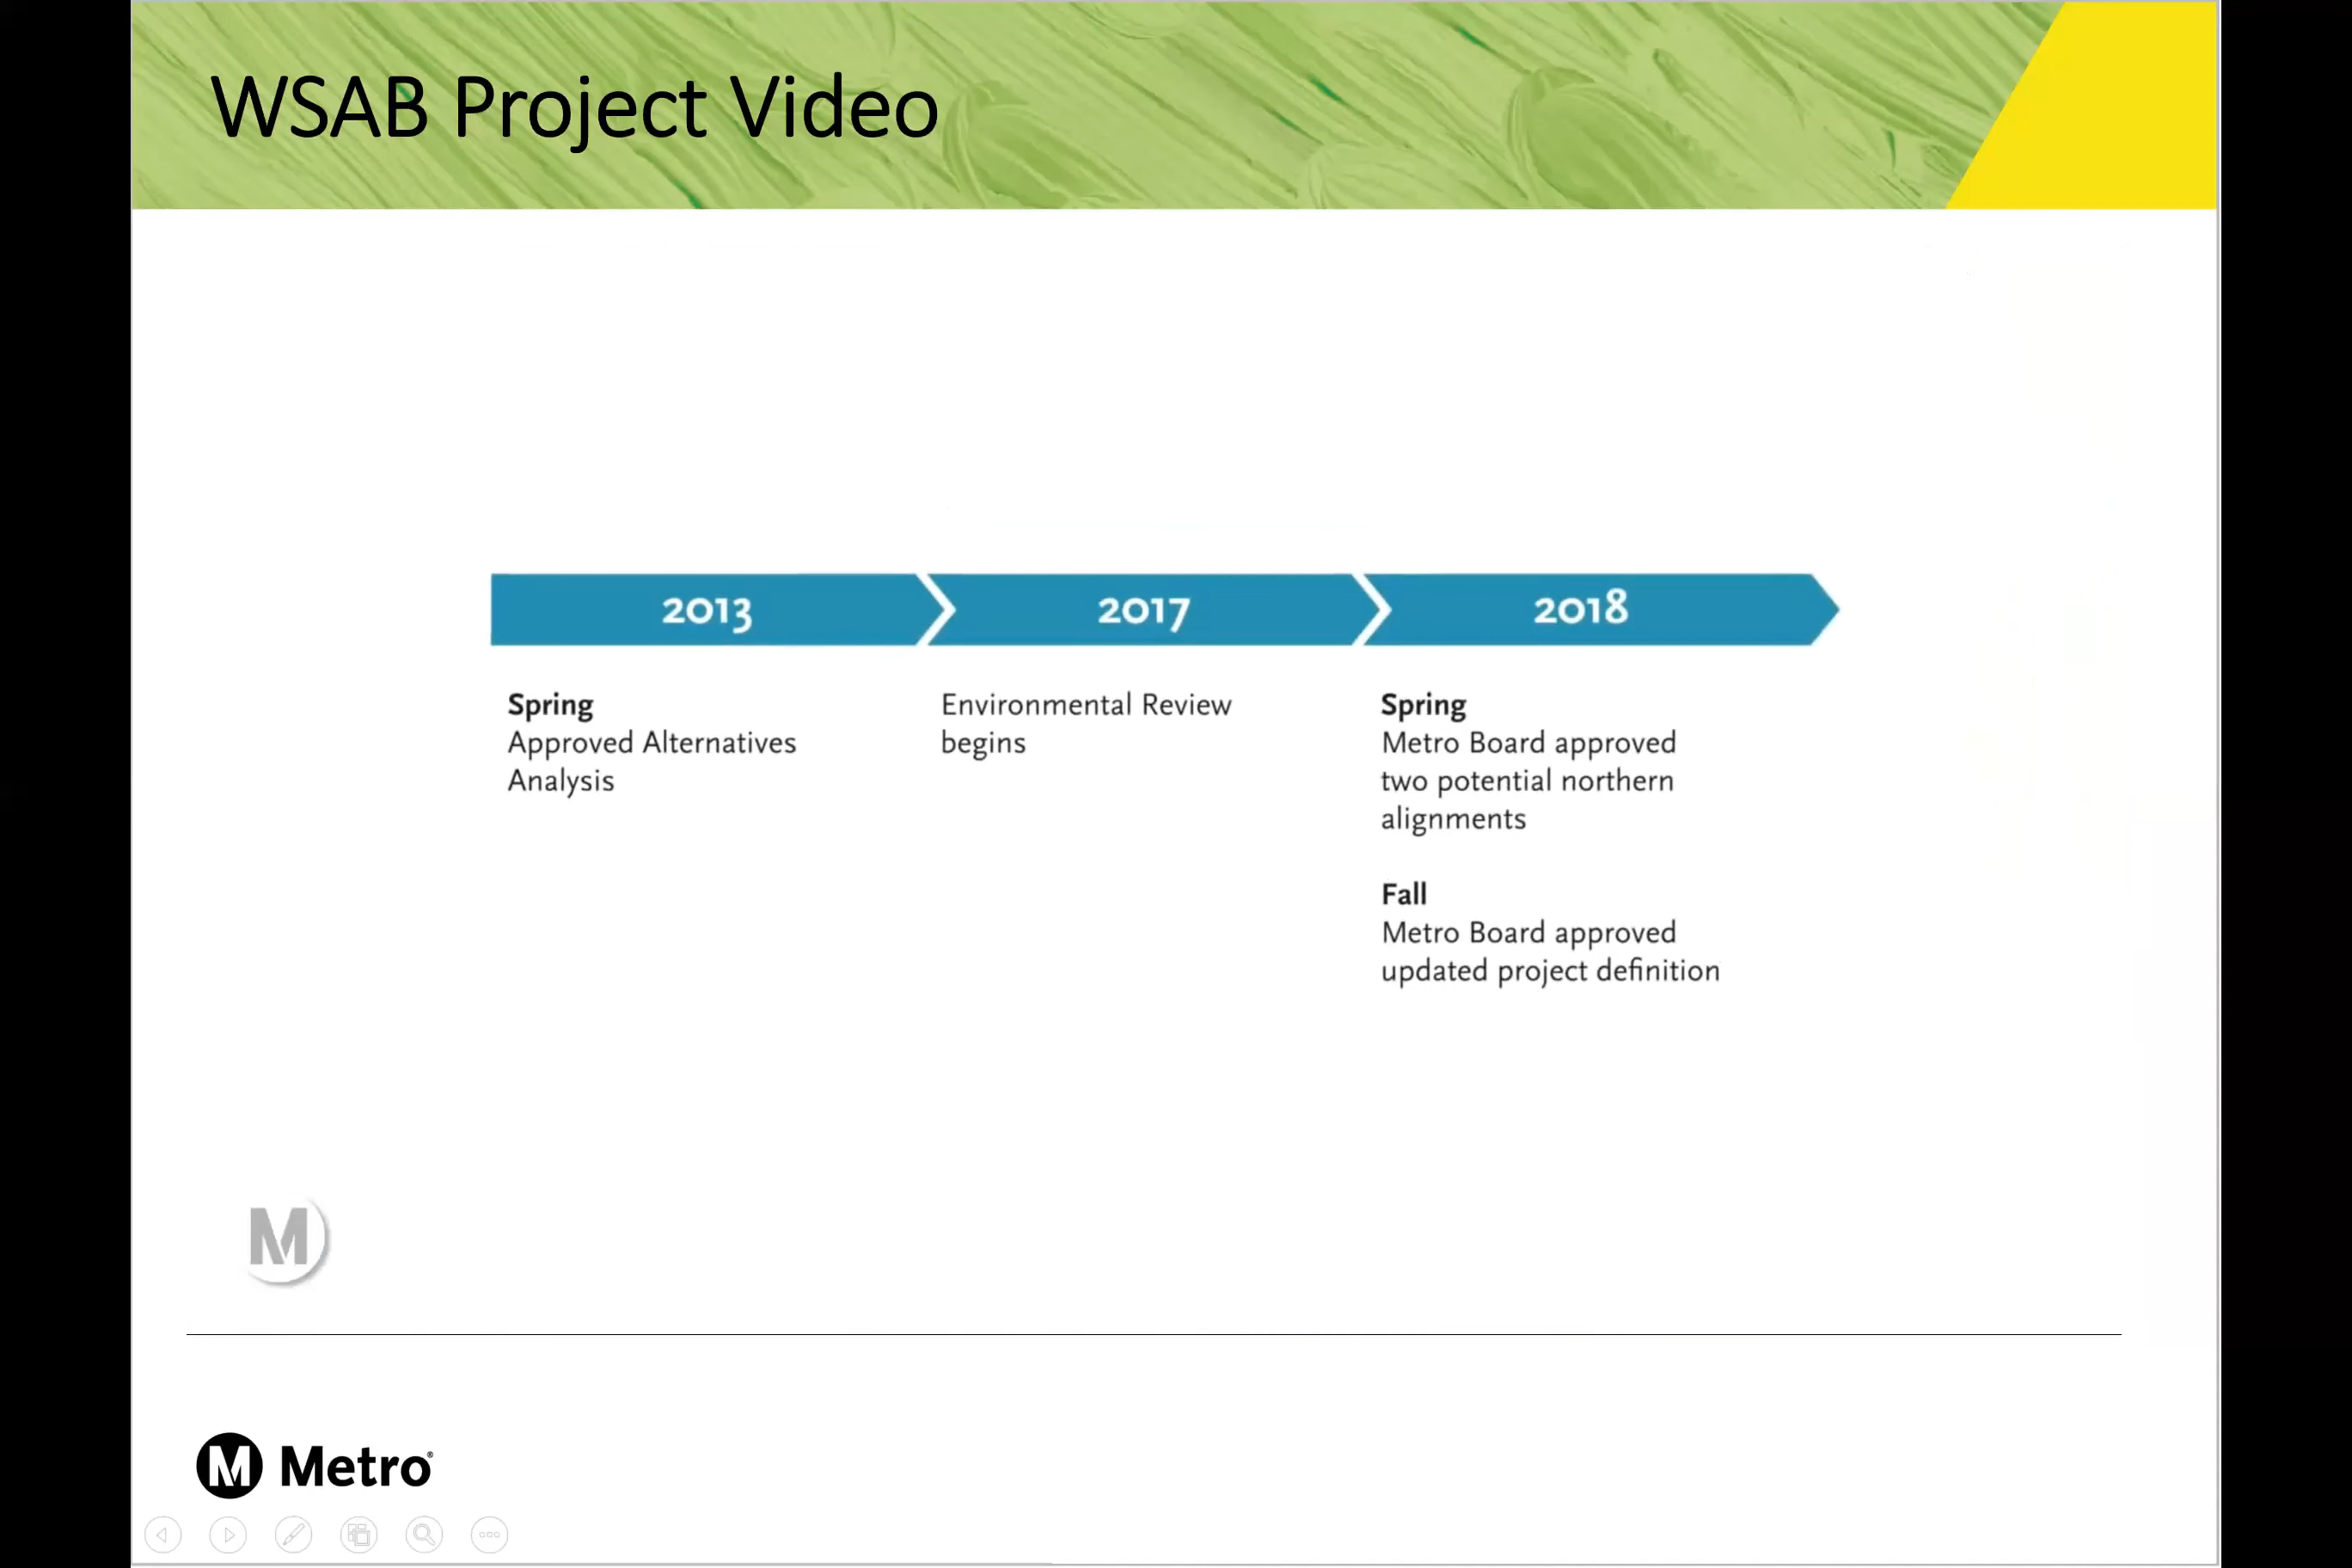 WSAB Project Video
2013
2017
2018
Spring
Approved Alternatives
Analysis
Environmental Review
begins
Spring
Metro Board approved
two potential northern
alignments
Fall
Metro Board approved
updated project definition
M
M Metro®